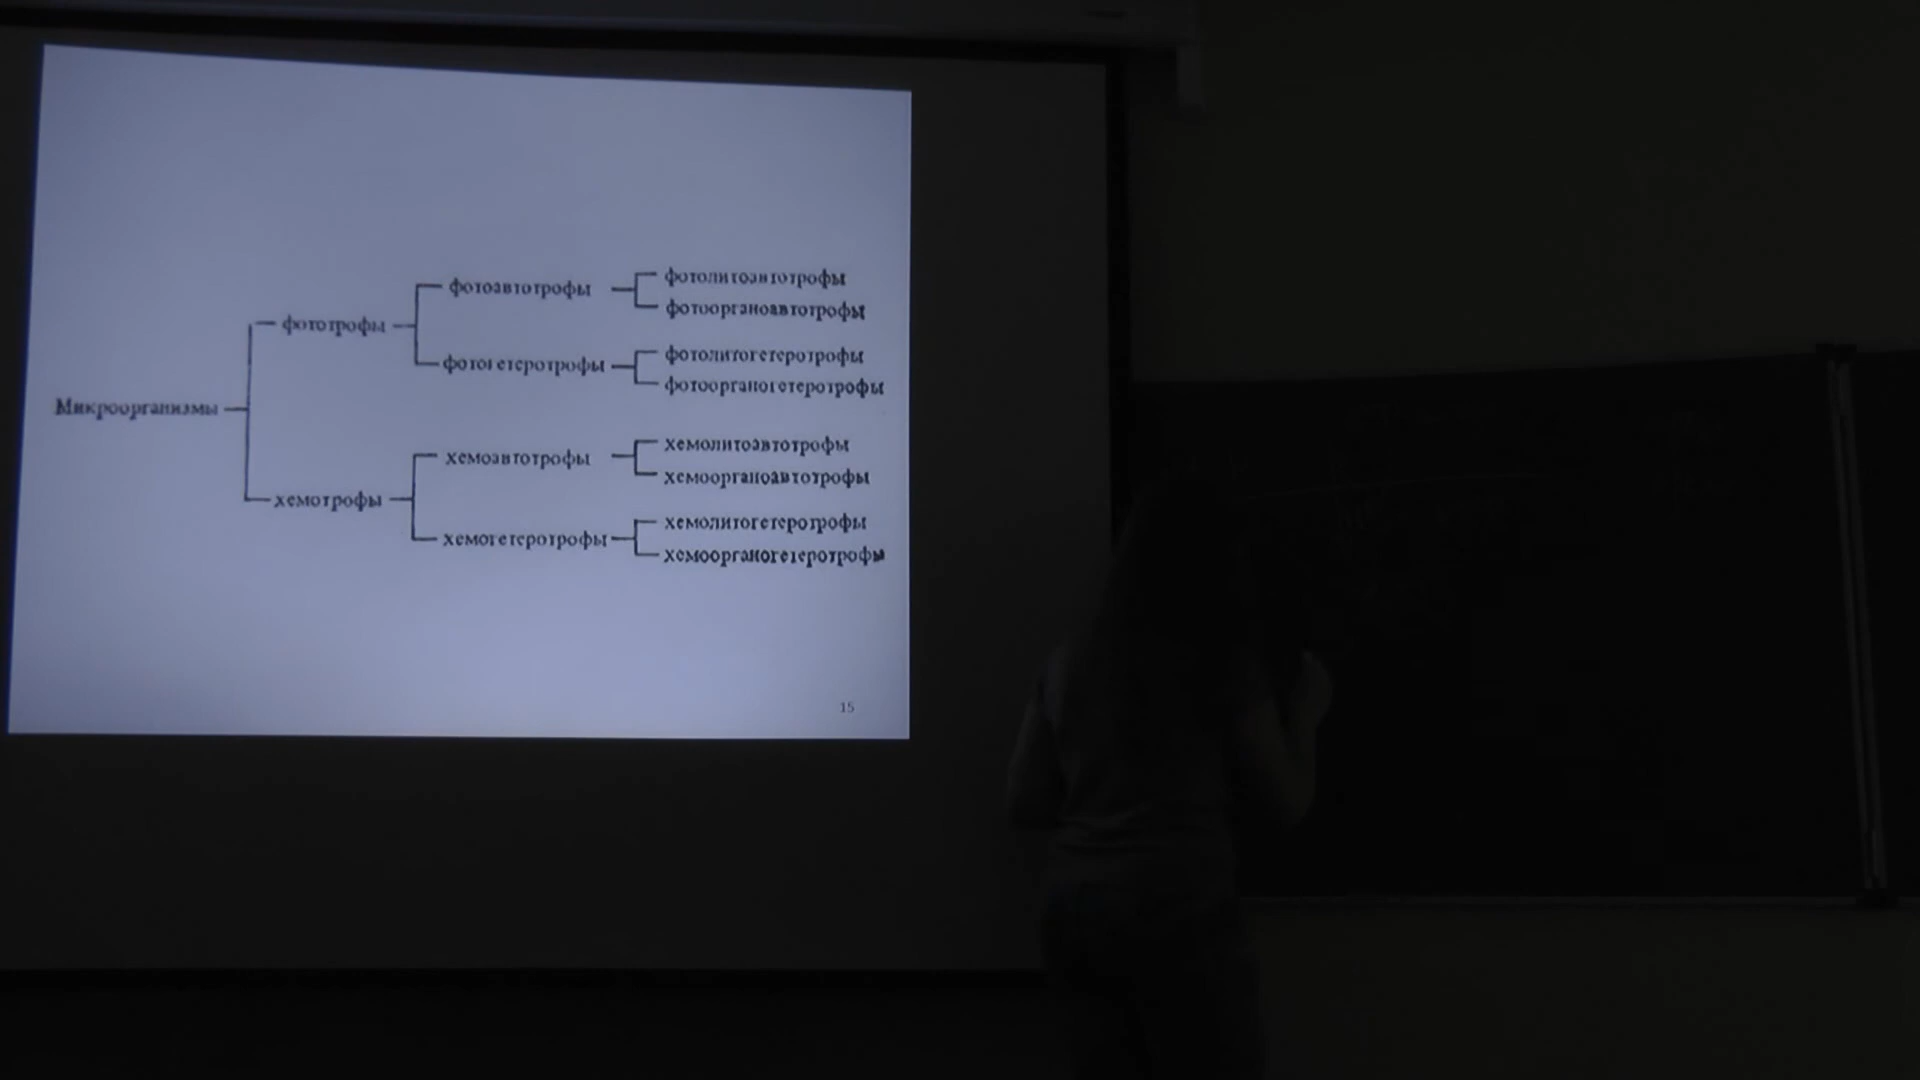 фотолитоавтотрофы
фотоавтотрофы
фотоорганоавтотрофы
фототрофы
фотолитогетеротрофы
фотогетеротрофы
фотоорганогетеротрофы
Микроорганизмы
хемолитоавтотрофы
хемоавтотрофы
хемоорганоавтотрофы
хемотрофы
хемолитогетеротрофы
хемогетеротрофы
хемоорганогетеротрофы
15